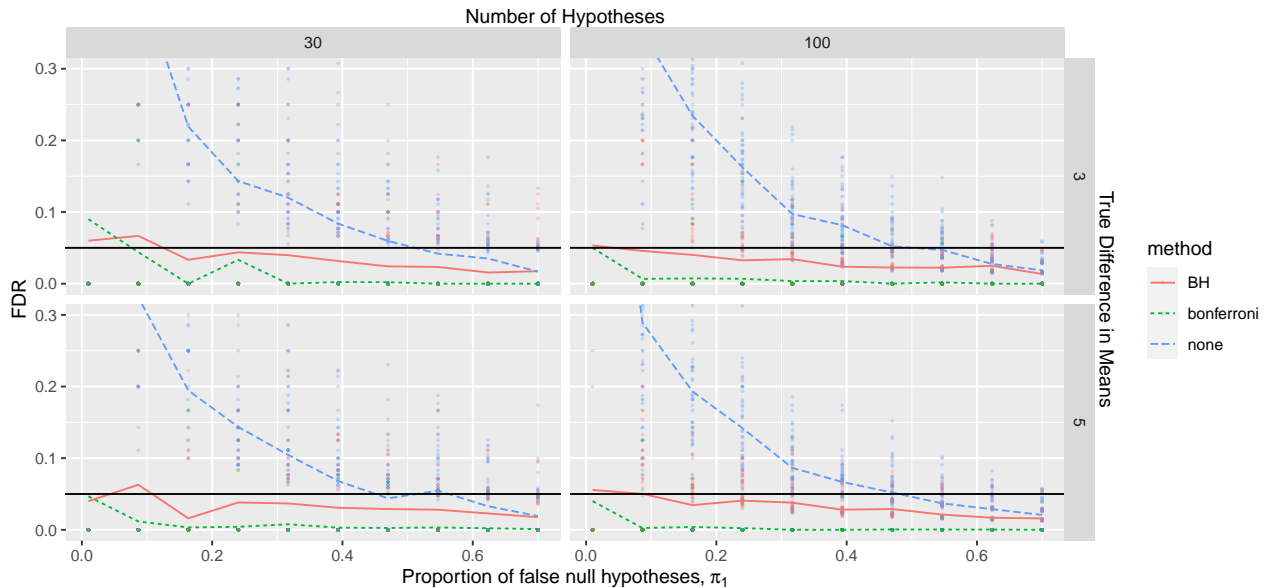 Number of Hypotheses
30
100
0.3
0.2
0.1
0.0
3
0.3
0.2
0.1
0.0
5
FDR
True Difference in Means
method
BH
bonferroni
none
0.0
0.2
0.4
0.6
0.0
0.2
0.4
0.6
Proportion of false null hypotheses, π₁